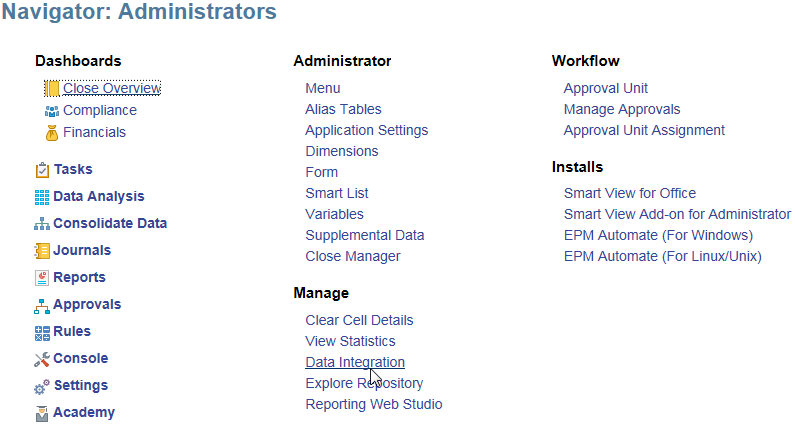 Navigator: Administrators
Dashboards
Close Overview
Compliance
Financials
Tasks
Data Analysis
Consolidate Data
Journals
Reports
Approvals
Rules
Console
Settings
Academy
Administrator
Menu
Alias Tables
Application Settings
Dimensions
Form
Smart List
Variables
Supplemental Data
Close Manager
Manage
Clear Cell Details
View Statistics
Data Integration
Explore Repository
Reporting Web Studio
Workflow
Approval Unit
Manage Approvals
Approval Unit Assignment
Installs
Smart View for Office
Smart View Add-on for Administrator
EPM Automate (For Windows)
EPM Automate (For Linux/Unix)